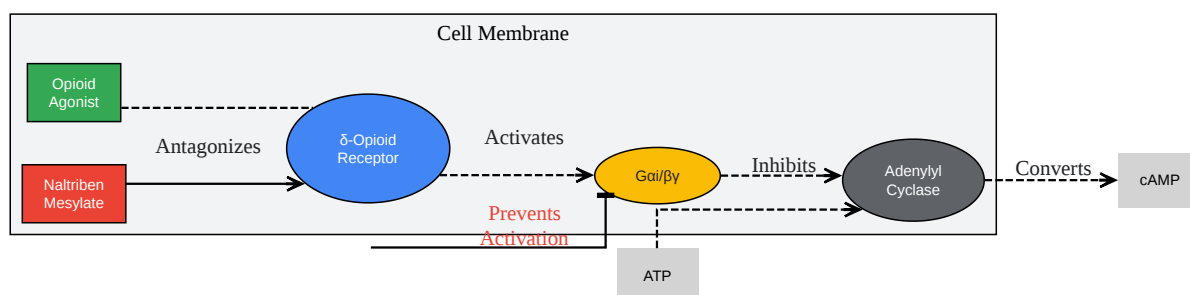 Cell Membrane
Opioid
Agonist
Antagonizes
Naltriben
Mesylate
δ-Opioid
Receptor
Activates
Prevents
Activation
Gαi/βγ
Inhibits
Adenylyl
Cyclase
Converts
cAMP
ATP